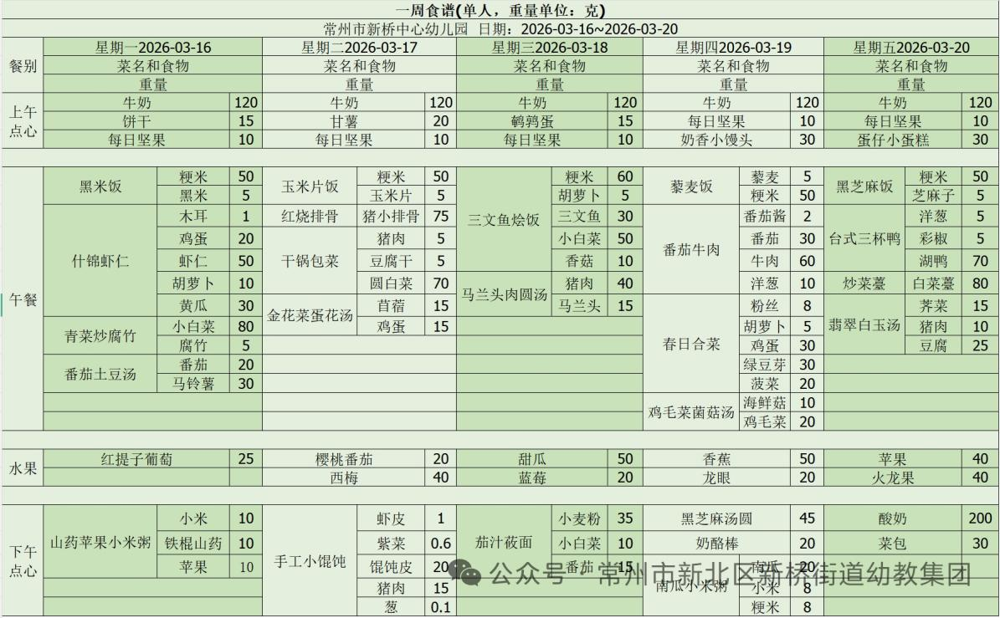 一周食谱(单人，重量单位：克)
常州市新桥中心幼儿园 日期：2026-03-16~2026-03-20
餐别 星期一2026-03-16 星期二2026-03-17 星期三2026-03-18 星期四2026-03-19 星期五2026-03-20
菜名和食物 菜名和食物 菜名和食物 菜名和食物 菜名和食物
重量 重量 重量 重量 重量
上午点心 牛奶 120 牛奶 120 牛奶 120 牛奶 120 牛奶 120
饼干 15 甘薯 20 鹌鹑蛋 15 每日坚果 10 每日坚果 10
每日坚果 10 每日坚果 10 每日坚果 10 奶香小馒头 30 蛋仔小蛋糕 30
午餐 黑米饭 粳米 50 玉米片饭 粳米 50 三文鱼烩饭 粳米 60 藜麦饭 藜麦 5 黑芝麻饭 粳米 50
黑米 5 玉米片 5 胡萝卜 5 粳米 50 芝麻子 5
什锦虾仁 木耳 1 红烧排骨 猪小排骨 75 三文鱼 30 番茄牛肉 番茄酱 2 台式三杯鸭 洋葱 5
鸡蛋 20 干锅包菜 猪肉 5 小白菜 50 番茄 30 彩椒 5
虾仁 50 豆腐干 5 香菇 10 牛肉 60 湖鸭 70
胡萝卜 10 圆白菜 70 马兰头肉圆汤 猪肉 40 洋葱 10 炒菜薹 白菜薹 80
黄瓜 30 金花菜蛋花汤 苜蓿 15 马兰头 15 春日合菜 粉丝 8 翡翠白玉汤 荠菜 15
青菜炒腐竹 小白菜 80 鸡蛋 15 胡萝卜 5 猪肉 10
腐竹 5 鸡蛋 30 豆腐 25
番茄土豆汤 番茄 20 绿豆芽 30
马铃薯 30 菠菜 20
鸡毛菜菌菇汤 海鲜菇 10
鸡毛菜 20
水果 红提子葡萄 25 樱桃番茄 20 甜瓜 50 香蕉 50 苹果 40
西梅 40 蓝莓 20 龙眼 20 火龙果 40
下午点心 山药苹果小米粥 小米 10 手工小馄饨 虾皮 1 茄汁莜面 小麦粉 35 黑芝麻汤圆 45 酸奶 200
铁棍山药 10 紫菜 0.6 小白菜 10 奶酪棒 20 菜包 30
苹果 10 馄饨皮 20 番茄 15 南瓜小米粥 南瓜 20
猪肉 15 小米 8
葱 0.1 粳米 8
公众号 · 常州市新北区新桥街道幼教集团